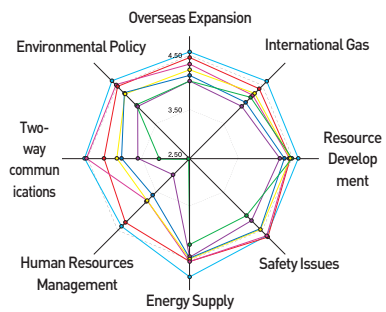 Overseas Expansion
Environmental Policy
International Gas
4.50
3.50
2.50
Two-
way
commun
ications
Resource
Develop
ment
Human Resources
Management
Safety Issues
Energy Supply